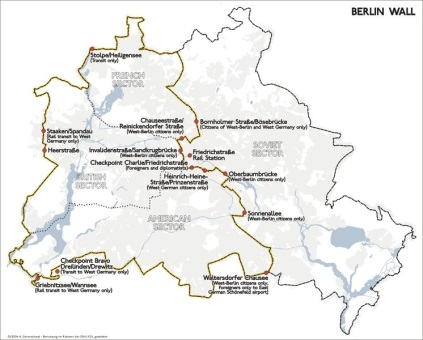 BERLIN WALL
Stolpe/Heiligensee
(Transit only)
FRENCH
SECTOR
Chausseestraße/
Reinickendorfer Straße
(West-Berlin citizens only)
Bornholmer Straße/Bösebrücke
(Citizens of West-Berlin and West Germany only)
Staaken/Spandau
(Rail transit to West
Germany only)
Heerstraße
Invalidenstraße/Sandkrugbrücke
(West-Berlin citizens only)
Friedrichstraße
Rail Station
SOVIET
SECTOR
Checkpoint Charlie/Friedrichstraße
(Foreigners and diplomatists)
Heinrich-Heine-
Straße/Prinzenstraße
(West German citizens only)
Oberbaumbrücke
(West-Berlin citizens only)
BRITISH
SECTOR
AMERICAN
SECTOR
Sonnenallee
(West-Berlin citizens only)
Checkpoint Bravo
Dreilinden/Drewitz
(Transit to West Germany only)
Griebnitzsee/Wannsee
(Rail transit to West Germany only)
Waltersdorfer Chausee
(West-Berlin citizens only,
Foreigners only to East
German Schönefeld airport)